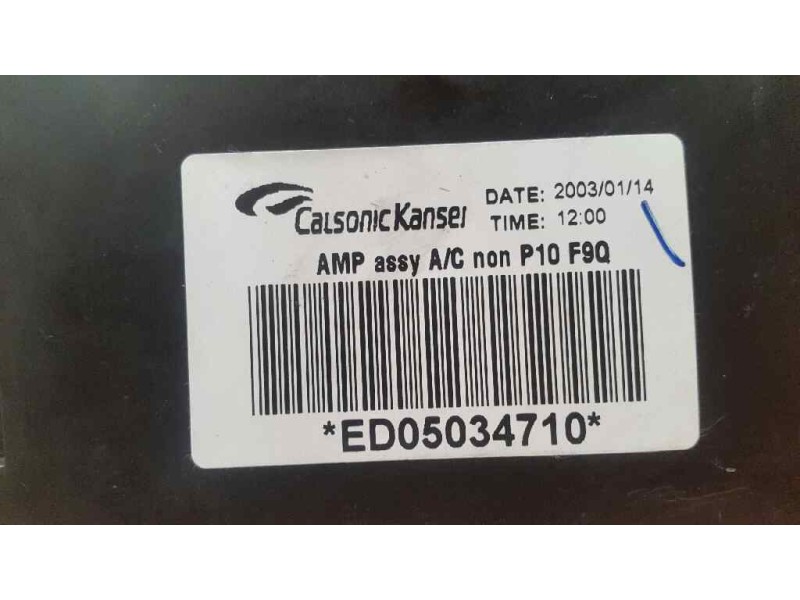 CalsonicKansei
DATE: 2003/01/14
TIME: 12:00
AMP assy A/C non P10 F9Q
*ED05034710*